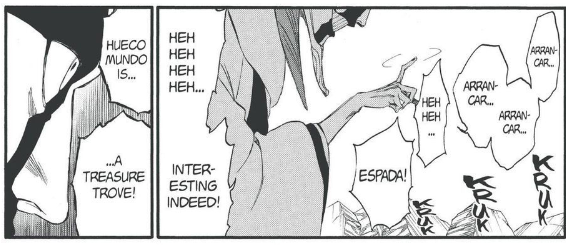 ARRAN-
CAR...
ARRAN-
CAR...
ARRAN-
CAR...
KRUK
KRUK
KRUK
HEH
HEH
...
ESPADA!
HEH
HEH
HEH
HEH...
INTER-
ESTING
INDEED!
HUECO
MUNDO
IS...
...A
TREASURE
TROVE!